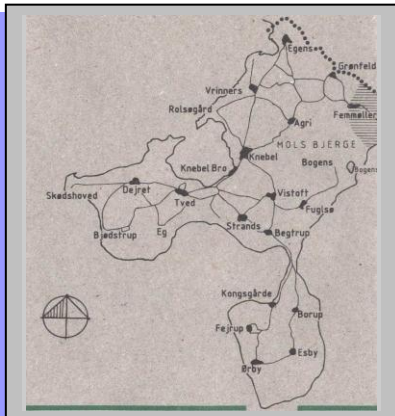 Egens
Grønfeld
Vrinners
Rolsøgård
Femmøller
Agri
MOLS BJERGE
Knebel
Bogens
Knebel Bro
Skødshoved
Dejret
Tved
Vistoft
Fuglsø
Bjødstrup
Eg
Strands
Begtrup
Kongsgårde
Borup
Fejrup
Esby
Ørby